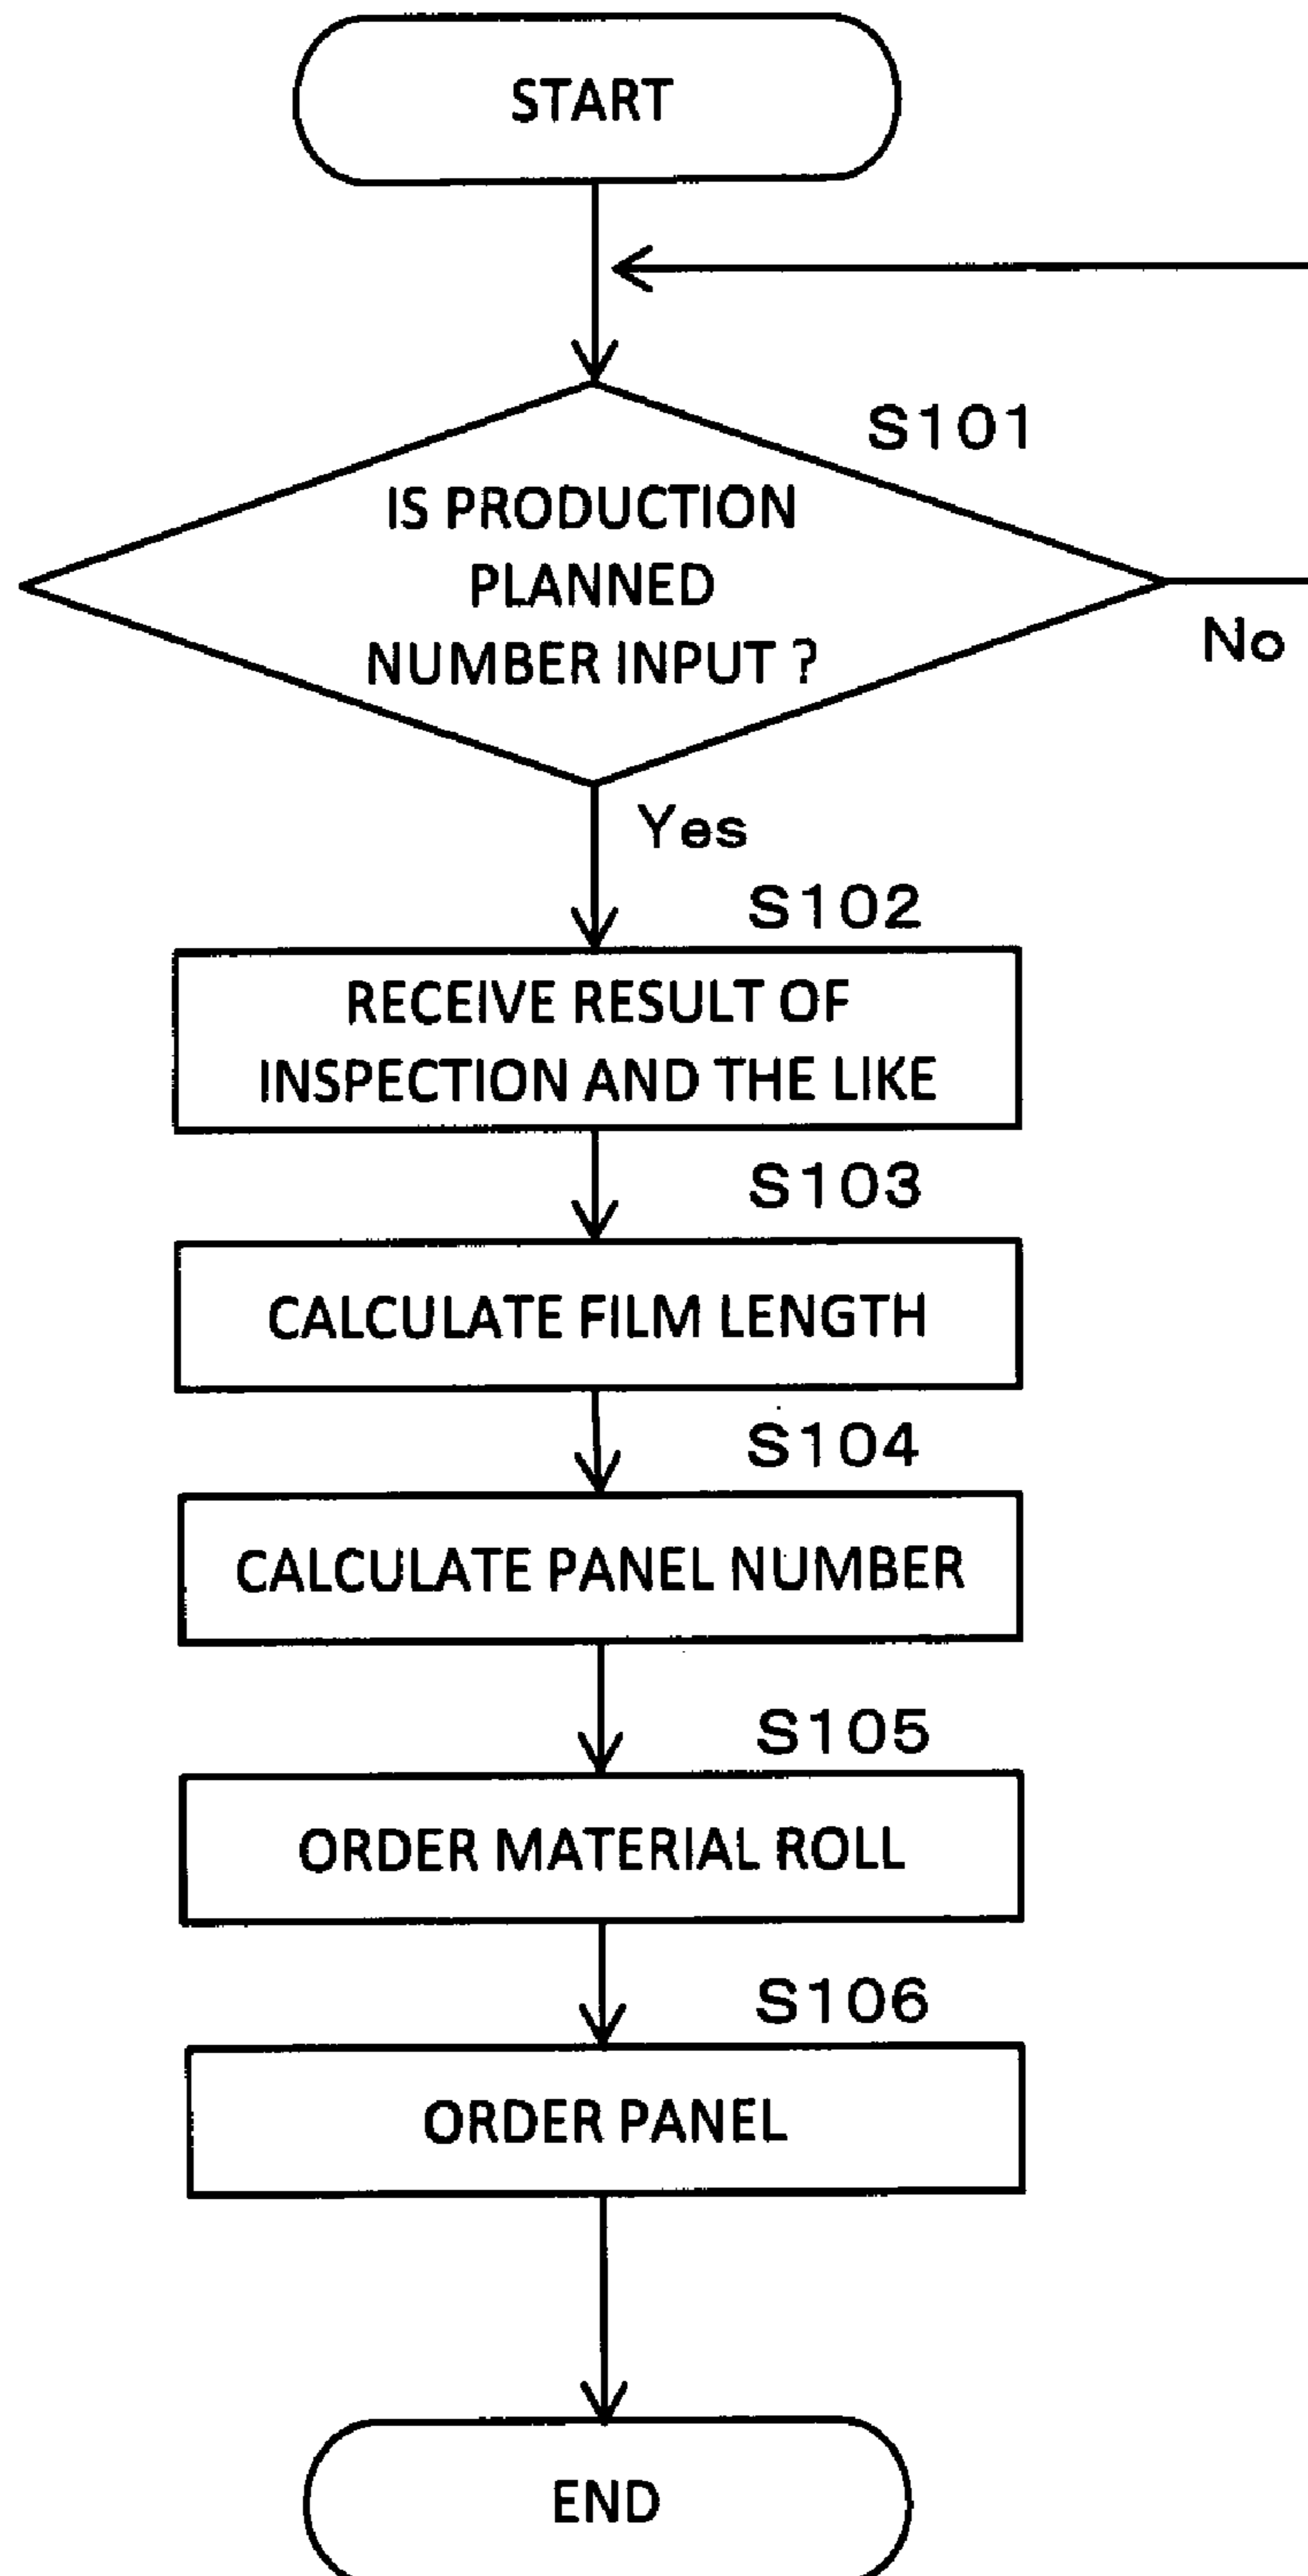 START
S101
IS PRODUCTION
PLANNED
NUMBER INPUT ?
No
Yes
S102
RECEIVE RESULT OF
INSPECTION AND THE LIKE
S103
CALCULATE FILM LENGTH
S104
CALCULATE PANEL NUMBER
S105
ORDER MATERIAL ROLL
S106
ORDER PANEL
END